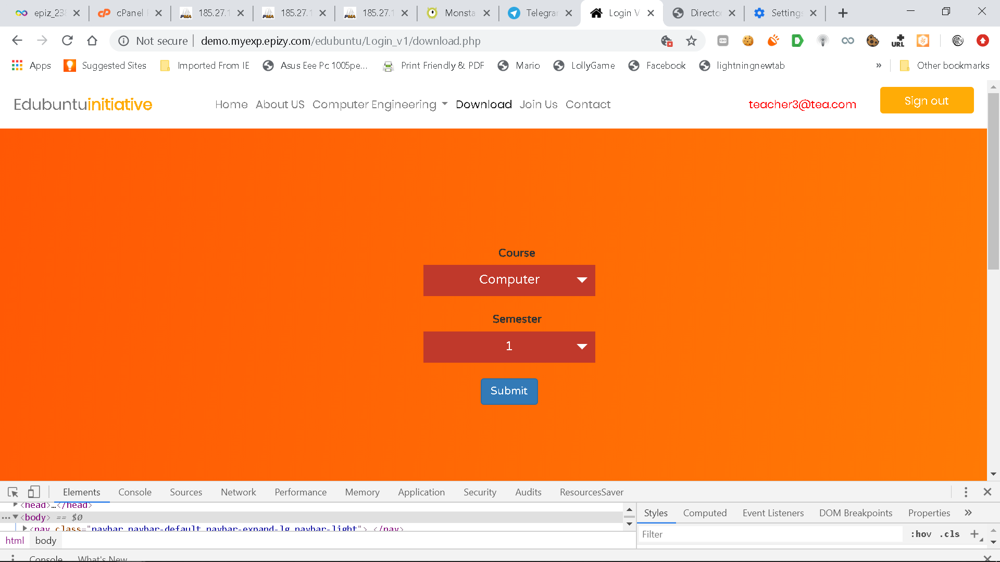 epiz_23 cPanel 185.27.1 185.27.1 185.27.1 Monsta Telegram Login V Director Settings
Not secure demo.myexp.epizy.com/edubuntu/Login_v1/download.php
URL
Apps Suggested Sites Imported From IE Asus Eee Pc 1005pe... Print Friendly & PDF Mario LollyGame Facebook lightningnewtab » Other bookmarks
Edubuntuinitiative Home About US Computer Engineering Download Join Us Contact teacher3@tea.com Sign out
Course
Computer
Semester
1
Submit
Elements Console Sources Network Performance Memory Application Security Audits ResourcesSaver
<head>…</head>
<body> == $0
<nav class="navbar navbar-default navbar-expand-lg navbar-light"> </nav>
html body
Styles Computed Event Listeners DOM Breakpoints Properties »
Filter :hov .cls +
Console What's New